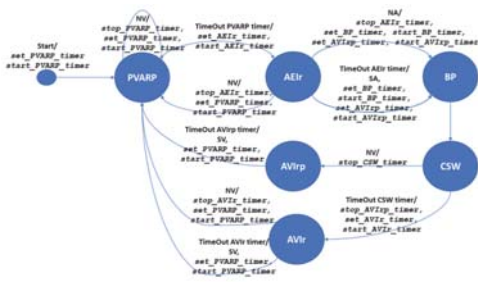 Start/
set_PVARP_timer
start_PVARP_timer
NV/
stop_PVARP_timer,
set_PVARP_timer,
start_PVARP_timer
TimeOut PVARP timer/
set_AEIr_timer,
start_AEIr_timer
NA/
stop_AEIr_timer,
set_BP_timer, start_BP_timer,
set_AVIrp_timer, start_AVIrp_timer
PVARP
AEIr
BP
NV/
stop_AEIr_timer,
set_PVARP_timer,
start_PVARP_timer
TimeOut AEIr timer/
SA,
set_BP_timer,
start_BP_timer,
set_AVIrp_timer,
start_AVIrp_timer
TimeOut AVIrp timer/
SV,
set_PVARP_timer,
start_PVARP_timer
AVIrp
NV/
stop_CSW_timer
CSW
NV/
stop_AVIr_timer,
set_PVARP_timer,
start_PVARP_timer
TimeOut CSW timer/
stop_AVIrp_timer,
set_AVIr_timer,
start_AVIr_timer
AVIr
TimeOut AVIr timer/
SV,
set_PVARP_timer,
start_PVARP_timer